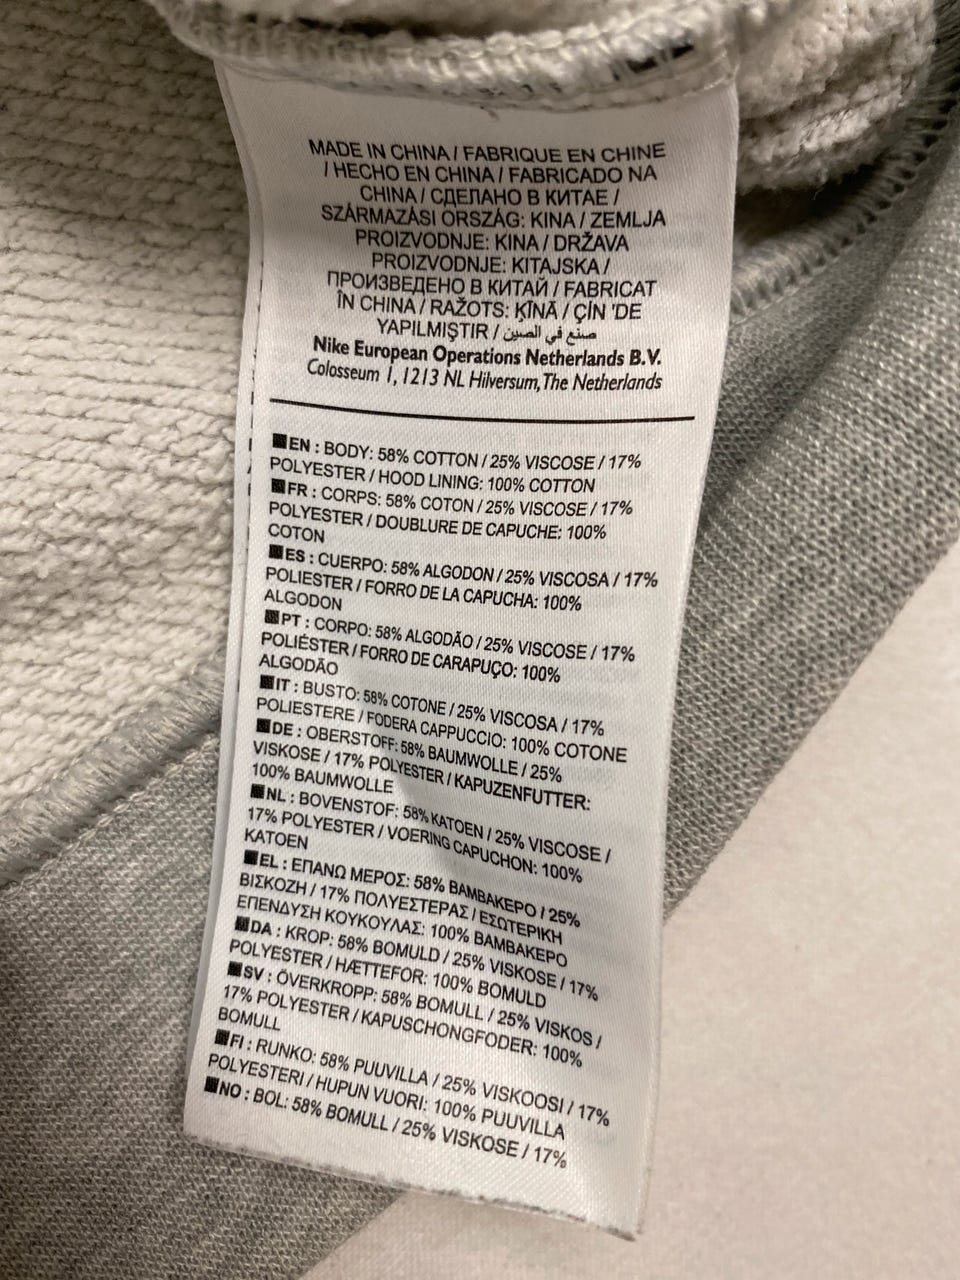 MADE IN CHINA / FABRIQUE EN CHINE
/ HECHO EN CHINA / FABRICADO NA
CHINA / СДЕЛАНО В КИТАЕ /
SZÁRMAZÁSI ORSZÁG: KINA / ZEMLJA
PROIZVODNJE: KINA / DRŽAVA
PROIZVODNJE: KITAJSKA /
ПРОИЗВЕДЕНО В КИТАЙ / FABRICAT
ÎN CHINA / RAŽOTS: ĶĪNĀ / ÇİN 'DE
YAPILMIŞTIR / صنع في الصين
Nike European Operations Netherlands B.V.
Colosseum 1, 1213 NL Hilversum, The Netherlands
EN : BODY: 58% COTTON / 25% VISCOSE / 17%
POLYESTER / HOOD LINING: 100% COTTON
FR : CORPS: 58% COTON / 25% VISCOSE / 17%
POLYESTER / DOUBLURE DE CAPUCHE: 100%
COTON
ES : CUERPO: 58% ALGODON / 25% VISCOSA / 17%
POLIESTER / FORRO DE LA CAPUCHA: 100%
ALGODON
PT : CORPO: 58% ALGODÃO / 25% VISCOSE / 17%
POLIÉSTER / FORRO DE CARAPUÇO: 100%
ALGODÃO
IT : BUSTO: 58% COTONE / 25% VISCOSA / 17%
POLIESTERE / FODERA CAPPUCCIO: 100% COTONE
DE : OBERSTOFF: 58% BAUMWOLLE / 25%
VISKOSE / 17% POLYESTER / KAPUZENFUTTER:
100% BAUMWOLLE
NL : BOVENSTOF: 58% KATOEN / 25% VISCOSE /
17% POLYESTER / VOERING CAPUCHON: 100%
KATOEN
EL : ΕΠΑΝΩ ΜΕΡΟΣ: 58% ΒΑΜΒΑΚΕΡΟ / 25%
ΒΙΣΚΟΖΗ / 17% ΠΟΛΥΕΣΤΕΡΑΣ / ΕΣΩΤΕΡΙΚΗ
ΕΠΕΝΔΥΣΗ ΚΟΥΚΟΥΛΑΣ: 100% ΒΑΜΒΑΚΕΡΟ
DA : KROP: 58% BOMULD / 25% VISKOSE / 17%
POLYESTER / HÆTTEFOR: 100% BOMULD
SV : ÖVERKROPP: 58% BOMULL / 25% VISKOS /
17% POLYESTER / KAPUSCHONGFODER: 100%
BOMULL
FI : RUNKO: 58% PUUVILLA / 25% VISKOOSI / 17%
POLYESTERI / HUPUN VUORI: 100% PUUVILLA
NO : BOL: 58% BOMULL / 25% VISKOSE / 17%